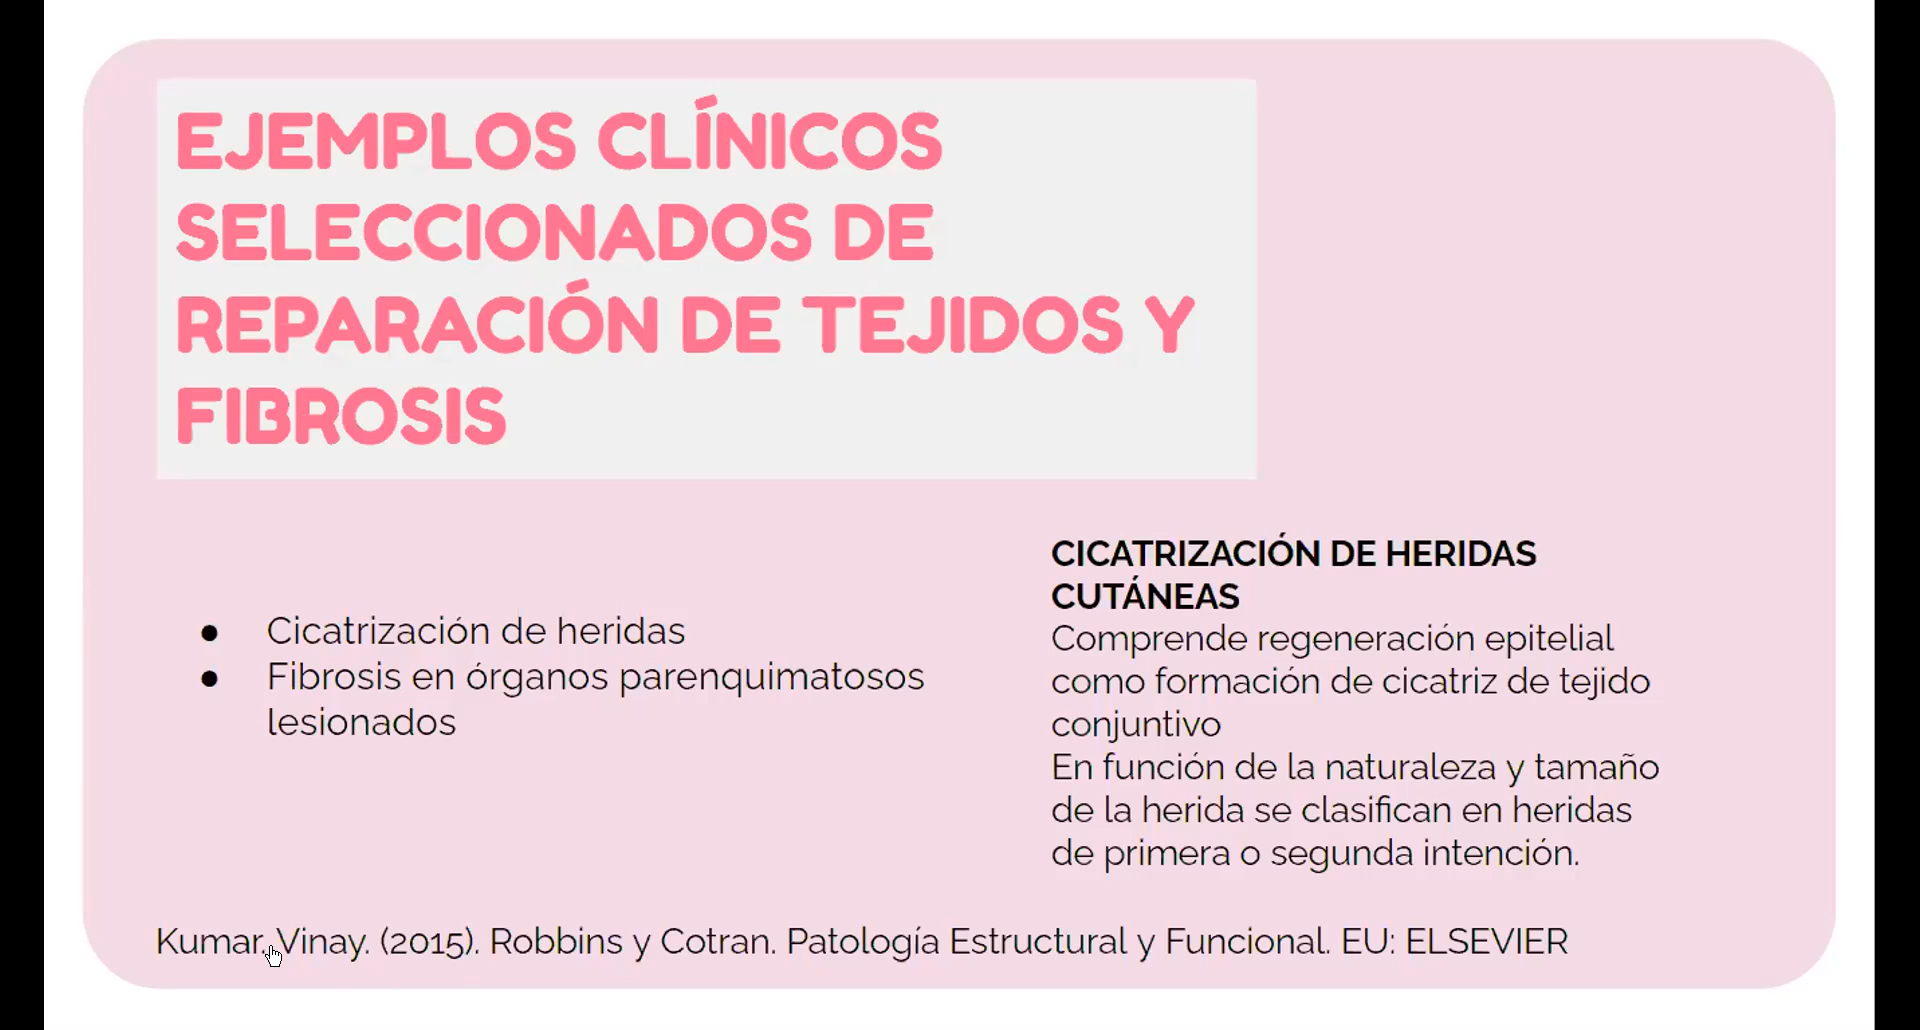 EJEMPLOS CLÍNICOS
SELECCIONADOS DE
REPARACIÓN DE TEJIDOS Y
FIBROSIS
● Cicatrización de heridas
● Fibrosis en órganos parenquimatosos
lesionados
CICATRIZACIÓN DE HERIDAS
CUTÁNEAS
Comprende regeneración epitelial
como formación de cicatriz de tejido
conjuntivo
En función de la naturaleza y tamaño
de la herida se clasifican en heridas
de primera o segunda intención.
Kumar. Vinay. (2015). Robbins y Cotran. Patología Estructural y Funcional. EU: ELSEVIER